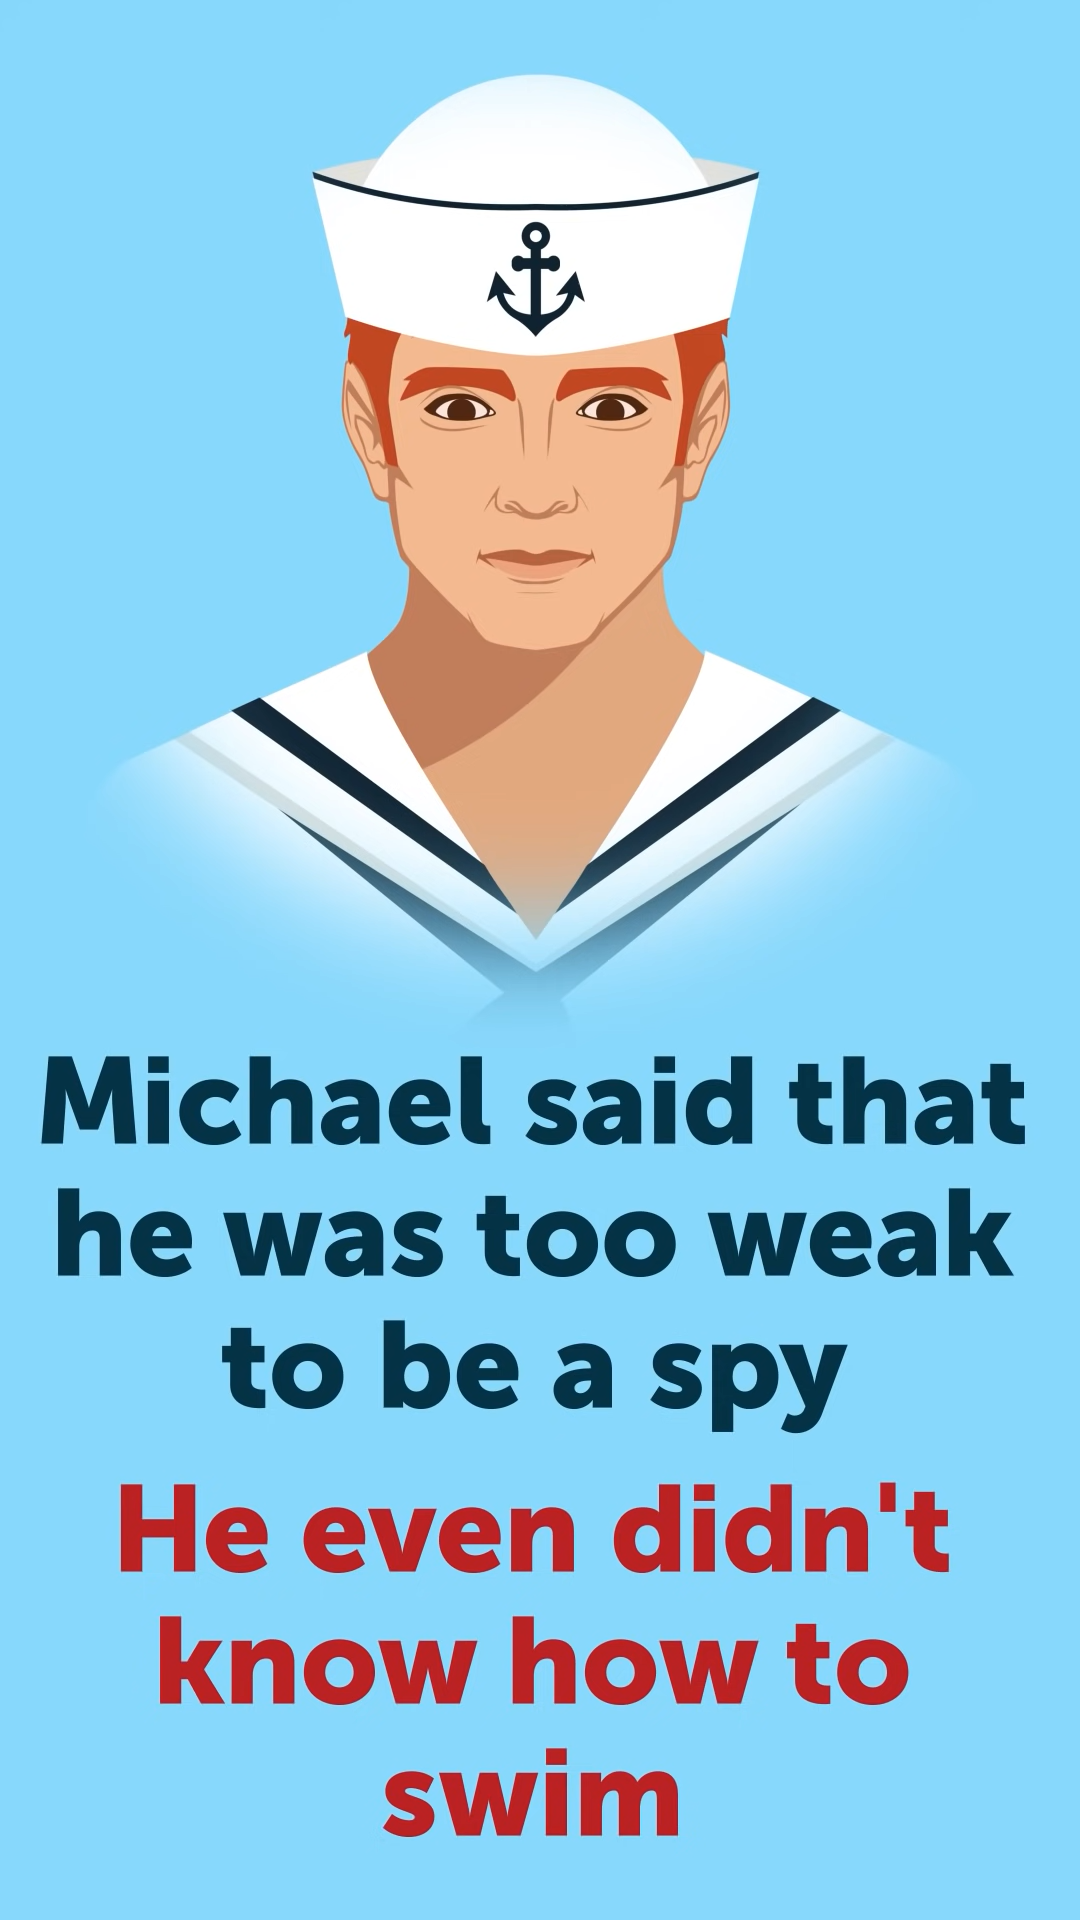 Michael said that
he was too weak
to be a spy
He even didn't
know how to
swim